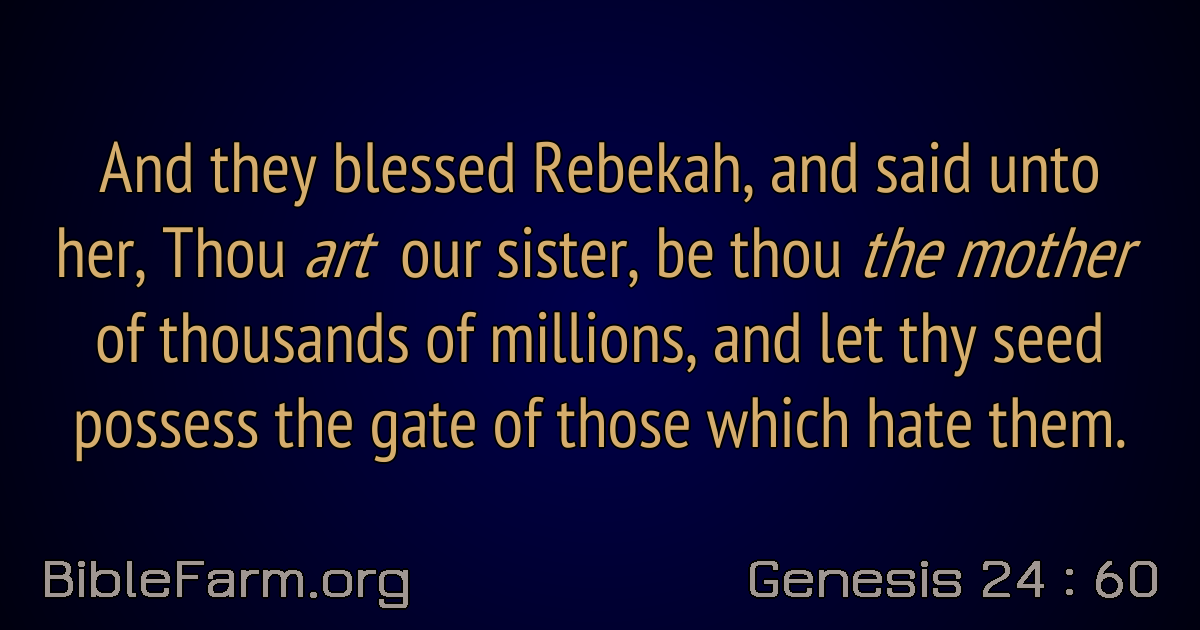 And they blessed Rebekah, and said unto
her, Thou art our sister, be thou the mother
of thousands of millions, and let thy seed
possess the gate of those which hate them.
BibleFarm.org
Genesis 24 : 60